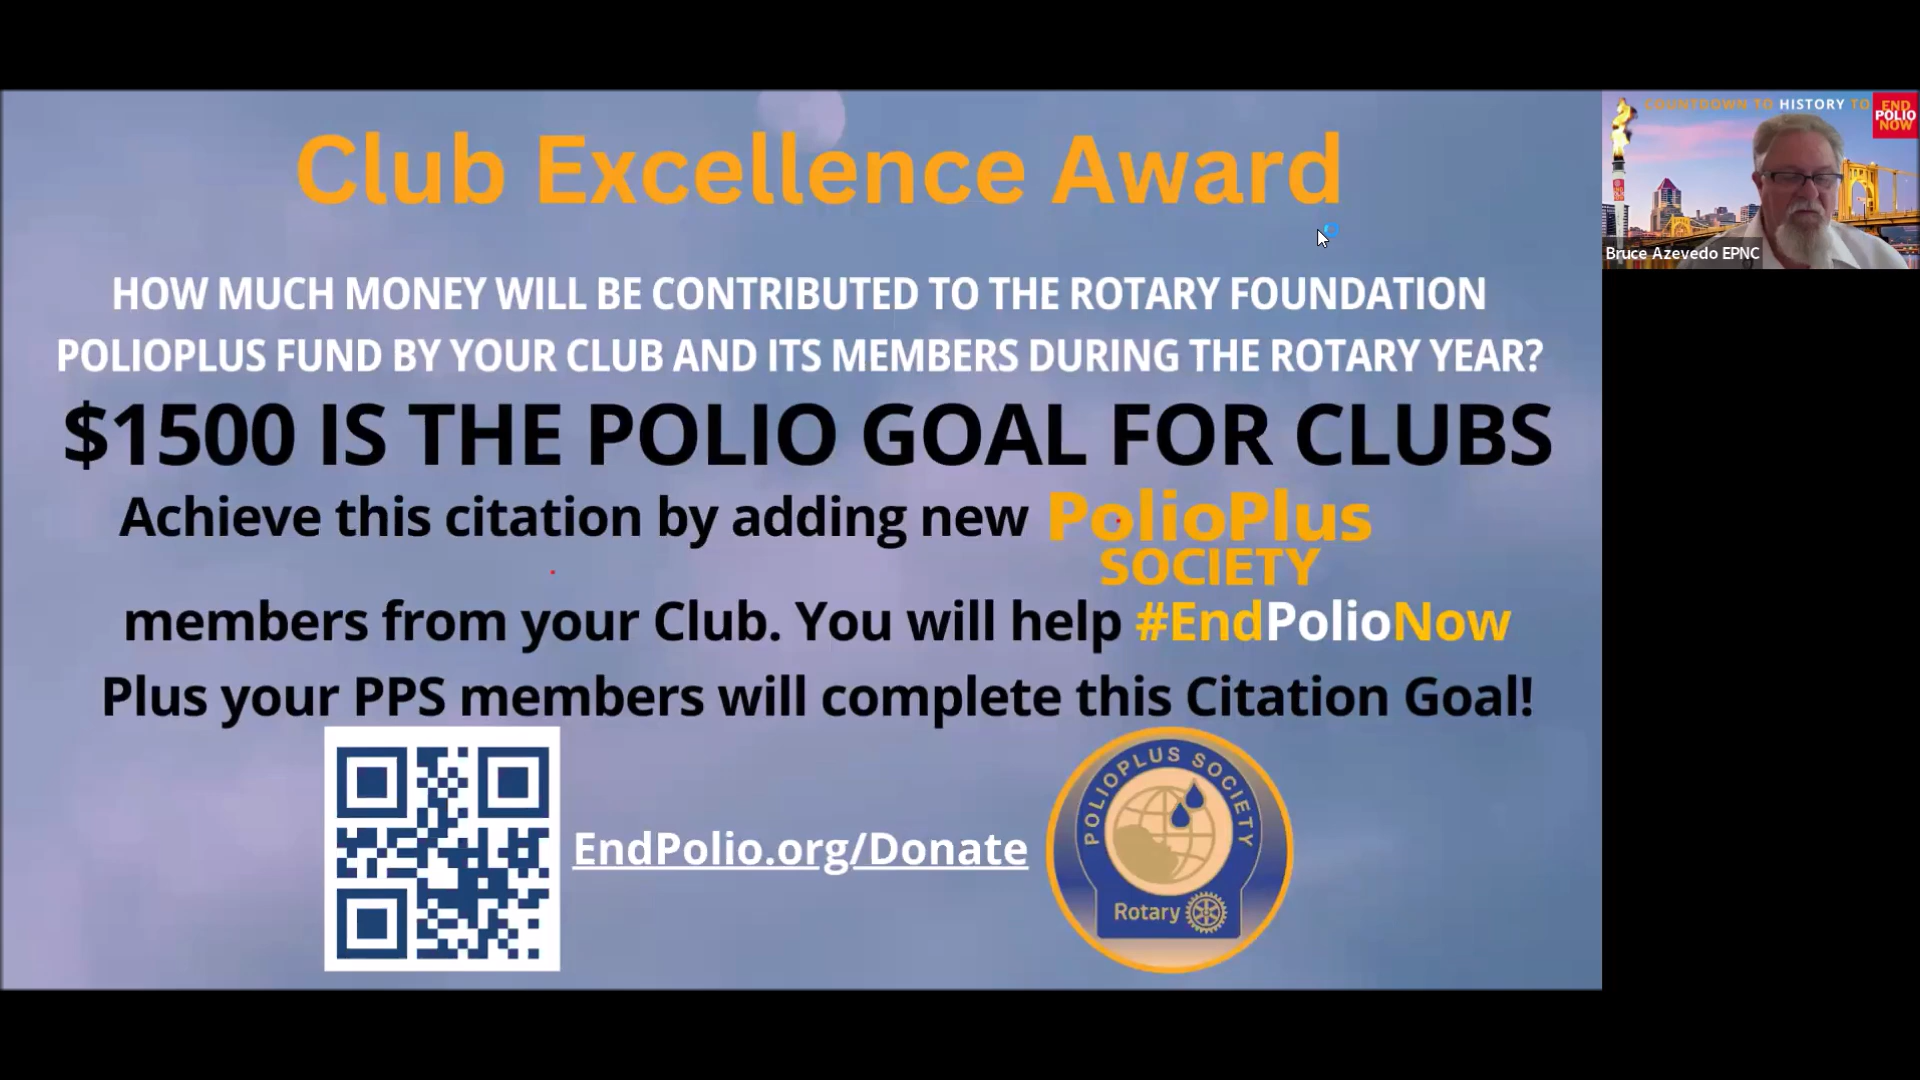 Club Excellence Award
HOW MUCH MONEY WILL BE CONTRIBUTED TO THE ROTARY FOUNDATION
POLIOPLUS FUND BY YOUR CLUB AND ITS MEMBERS DURING THE ROTARY YEAR?
$1500 IS THE POLIO GOAL FOR CLUBS
Achieve this citation by adding new PolioPlus
SOCIETY
members from your Club. You will help #EndPolioNow
Plus your PPS members will complete this Citation Goal!
EndPolio.org/Donate
POLIOPLUS SOCIETY
Rotary
COUNTDOWN TO HISTORY TO
END
POLIO
NOW
Bruce Azevedo EPNC